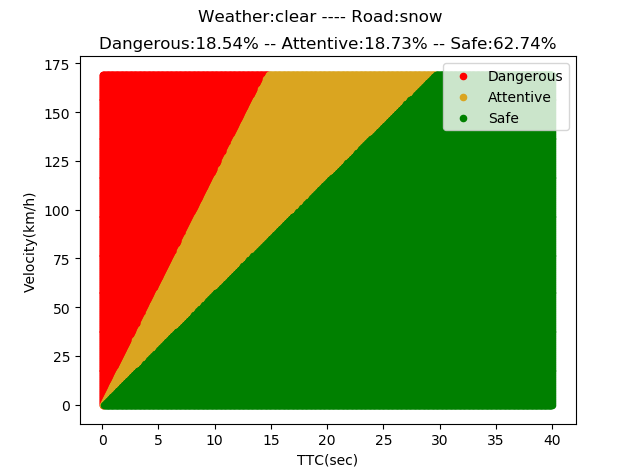 Weather:clear ---- Road:snow
Dangerous:18.54% -- Attentive:18.73% -- Safe:62.74%
175
150
125
100
75
50
25
0
Velocity(km/h)
Dangerous
Attentive
Safe
0 5 10 15 20 25 30 35 40
TTC(sec)